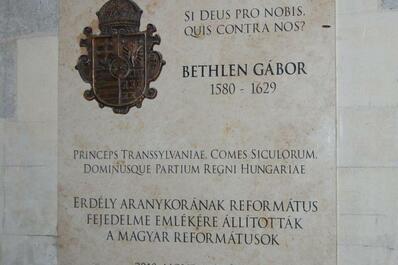 SI DEUS PRO NOBIS,
QUIS CONTRA NOS?
BETHLEN GÁBOR
1580 - 1629
PRINCEPS TRANSSYLVANIAE, COMES SICULORUM,
DOMINUSQUE PARTIUM REGNI HUNGARIAE
ERDÉLY ARANYKORÁNAK REFORMÁTUS
FEJEDELME EMLÉKÉRE ÁLLÍTOTTÁK
A MAGYAR REFORMÁTUSOK